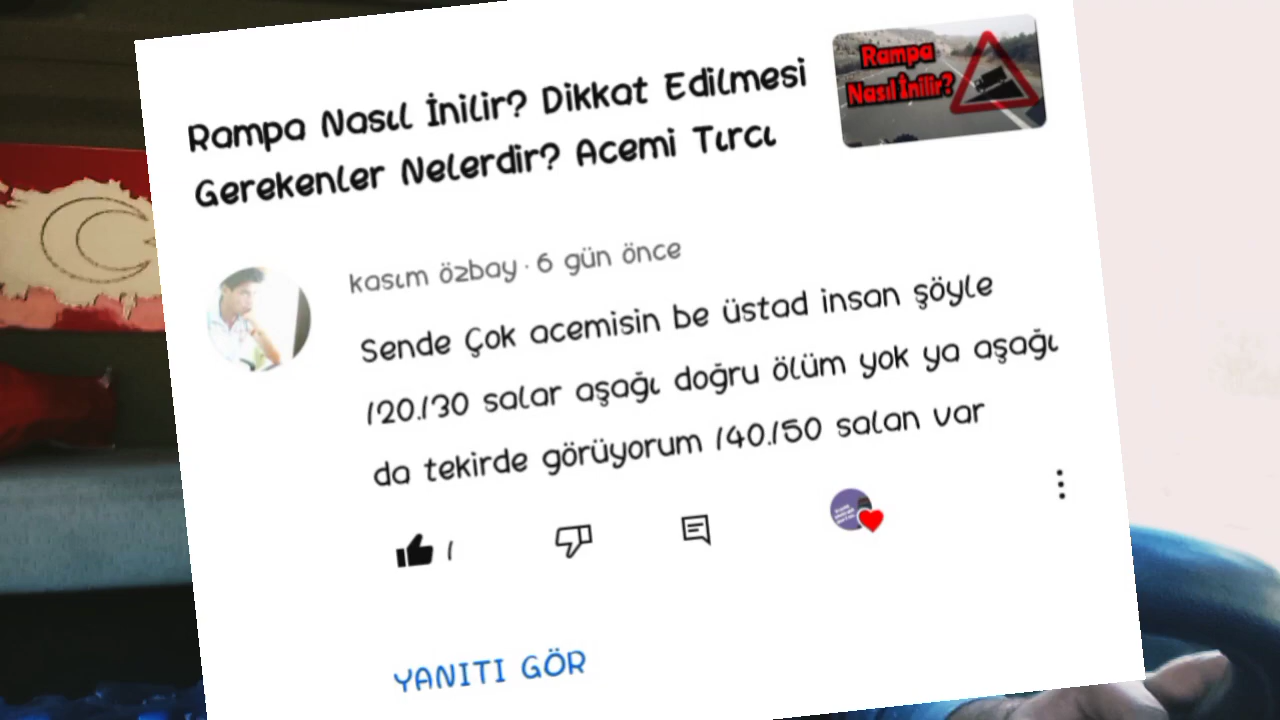 Rampa Nasıl İnilir? Dikkat Edilmesi
Gerekenler Nelerdir? Acemi Tırcı
Rampa
Nasıl İnilir?
kasım özbay · 6 gün önce
Sende Çok acemisin be üstad insan şöyle
120.130 salar aşağı doğru ölüm yok ya aşağı
da tekirde görüyorum 140.150 salan var
1
YANITI GÖR